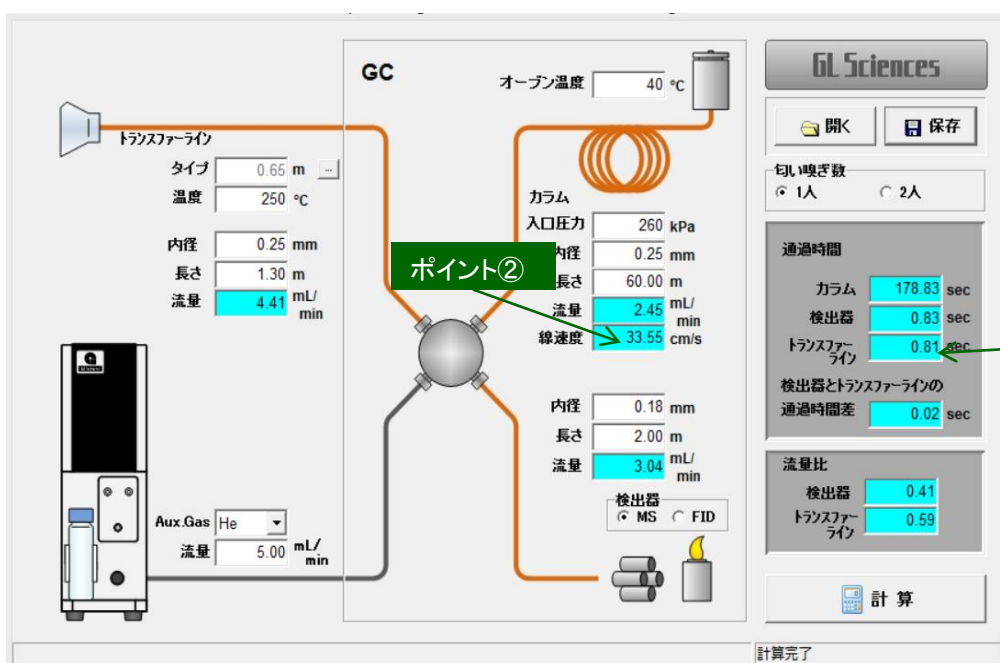 GC
オーブン温度 40 °C
トランスファーライン
タイプ 0.65 m ...
温度 250 °C
内径 0.25 mm
長さ 1.30 m
流量 4.41 mL/min
カラム
入口圧力 260 kPa
内径 0.25 mm
長さ 60.00 m
流量 2.45 mL/min
線速度 33.55 cm/s
ポイント②
内径 0.18 mm
長さ 2.00 m
流量 3.04 mL/min
検出器
MS FID
Aux.Gas He
流量 5.00 mL/min
GL Sciences
開く 保存
匂い嗅ぎ数
1人 2人
通過時間
カラム 178.83 sec
検出器 0.83 sec
トランスファーライン 0.81 sec
検出器とトランスファーラインの
通過時間差 0.02 sec
流量比
検出器 0.41
トランスファーライン 0.59
計算
計算完了